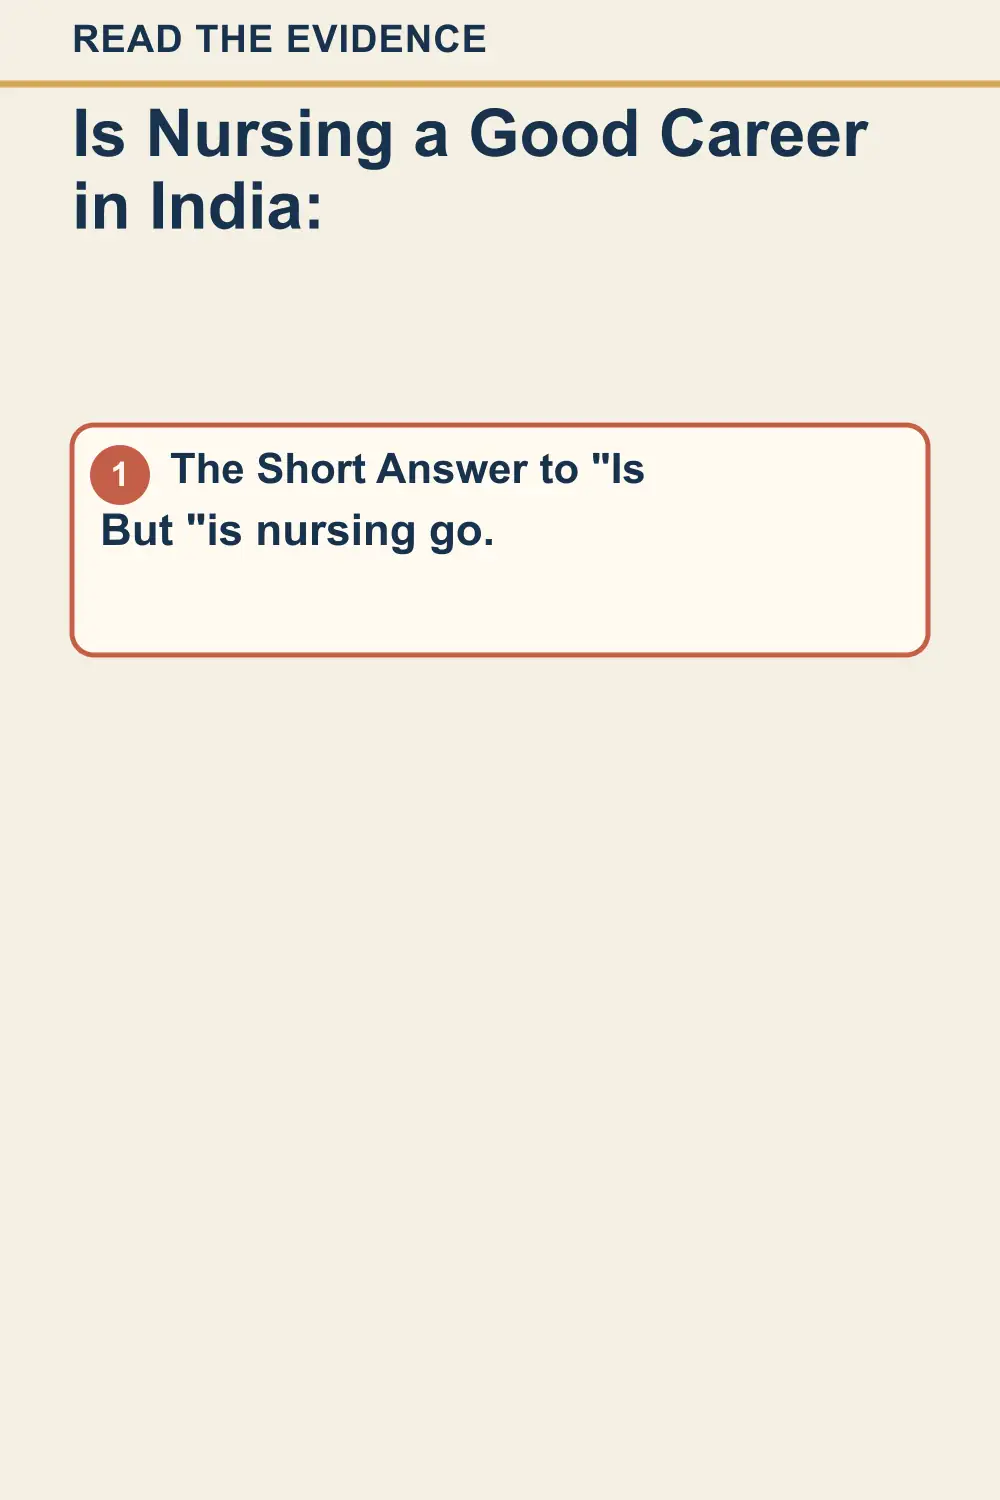 READ THE EVIDENCE
Is Nursing a Good Career
in India:
1 The Short Answer to "Is
But "is nursing go.